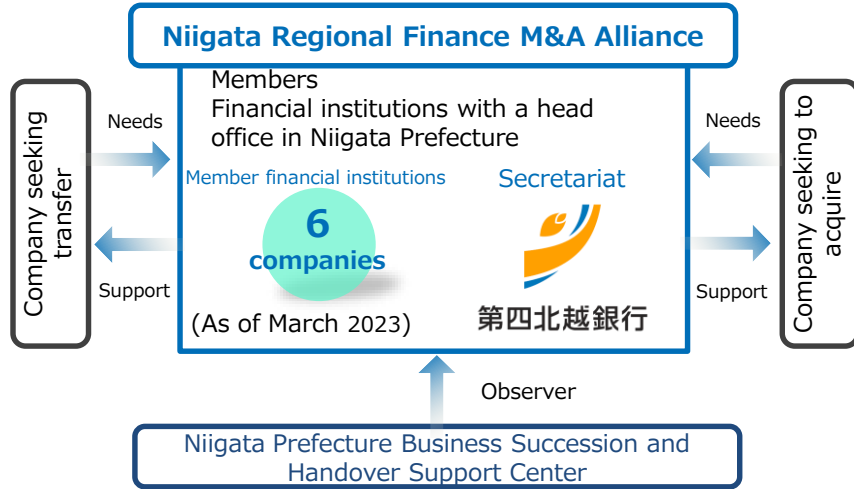 Niigata Regional Finance M&A Alliance
Members
Financial institutions with a head
office in Niigata Prefecture
Company seeking
transfer
Needs
Support
Member financial institutions
6
companies
(As of March 2023)
Secretariat
第四北越銀行
Needs
Support
Company seeking to
acquire
Observer
Niigata Prefecture Business Succession and
Handover Support Center